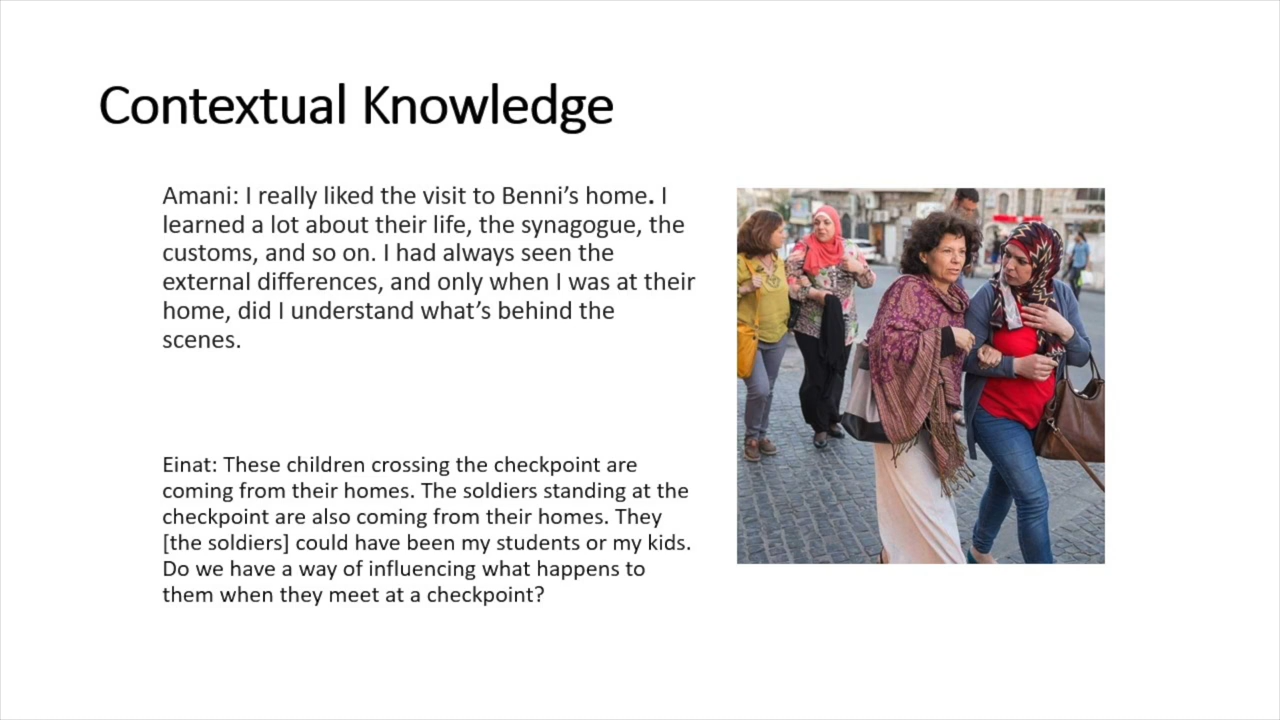 Contextual Knowledge
Amani: I really liked the visit to Benni’s home. I
learned a lot about their life, the synagogue, the
customs, and so on. I had always seen the
external differences, and only when I was at their
home, did I understand what’s behind the
scenes.
Einat: These children crossing the checkpoint are
coming from their homes. The soldiers standing at the
checkpoint are also coming from their homes. They
[the soldiers] could have been my students or my kids.
Do we have a way of influencing what happens to
them when they meet at a checkpoint?